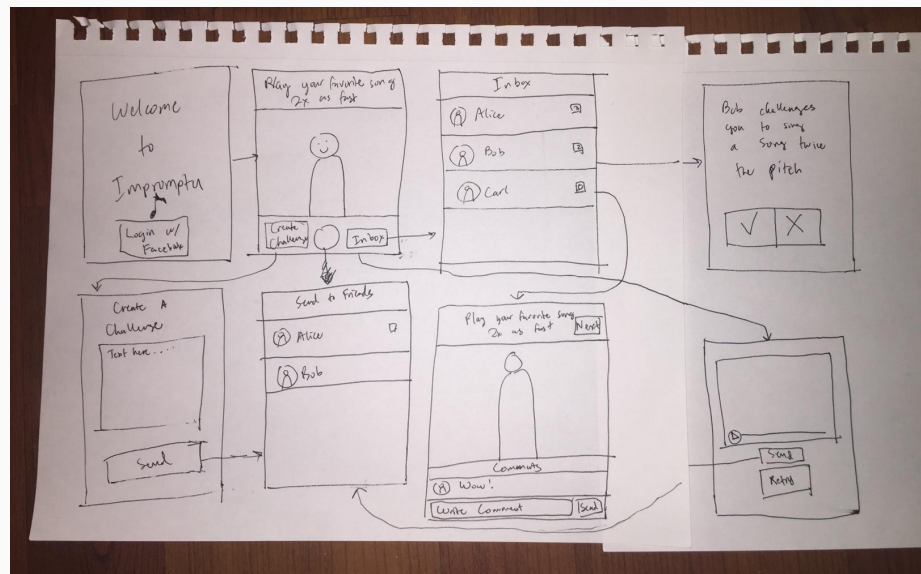 Welcome
to
Impromptu
Login w/
Facebook
Play your favorite song
2x as fast
Create
Challenge
Inbox
Inbox
Alice
Bob
Carl
Bob challenges
you to sing
a song twice
the pitch
Create A
Challenge
Text here.....
Send
Send to Friends
Alice
Bob
Play your favorite song
2x as fast
Next
Comments
Wow!
Write Comment
Send
Send
Retry